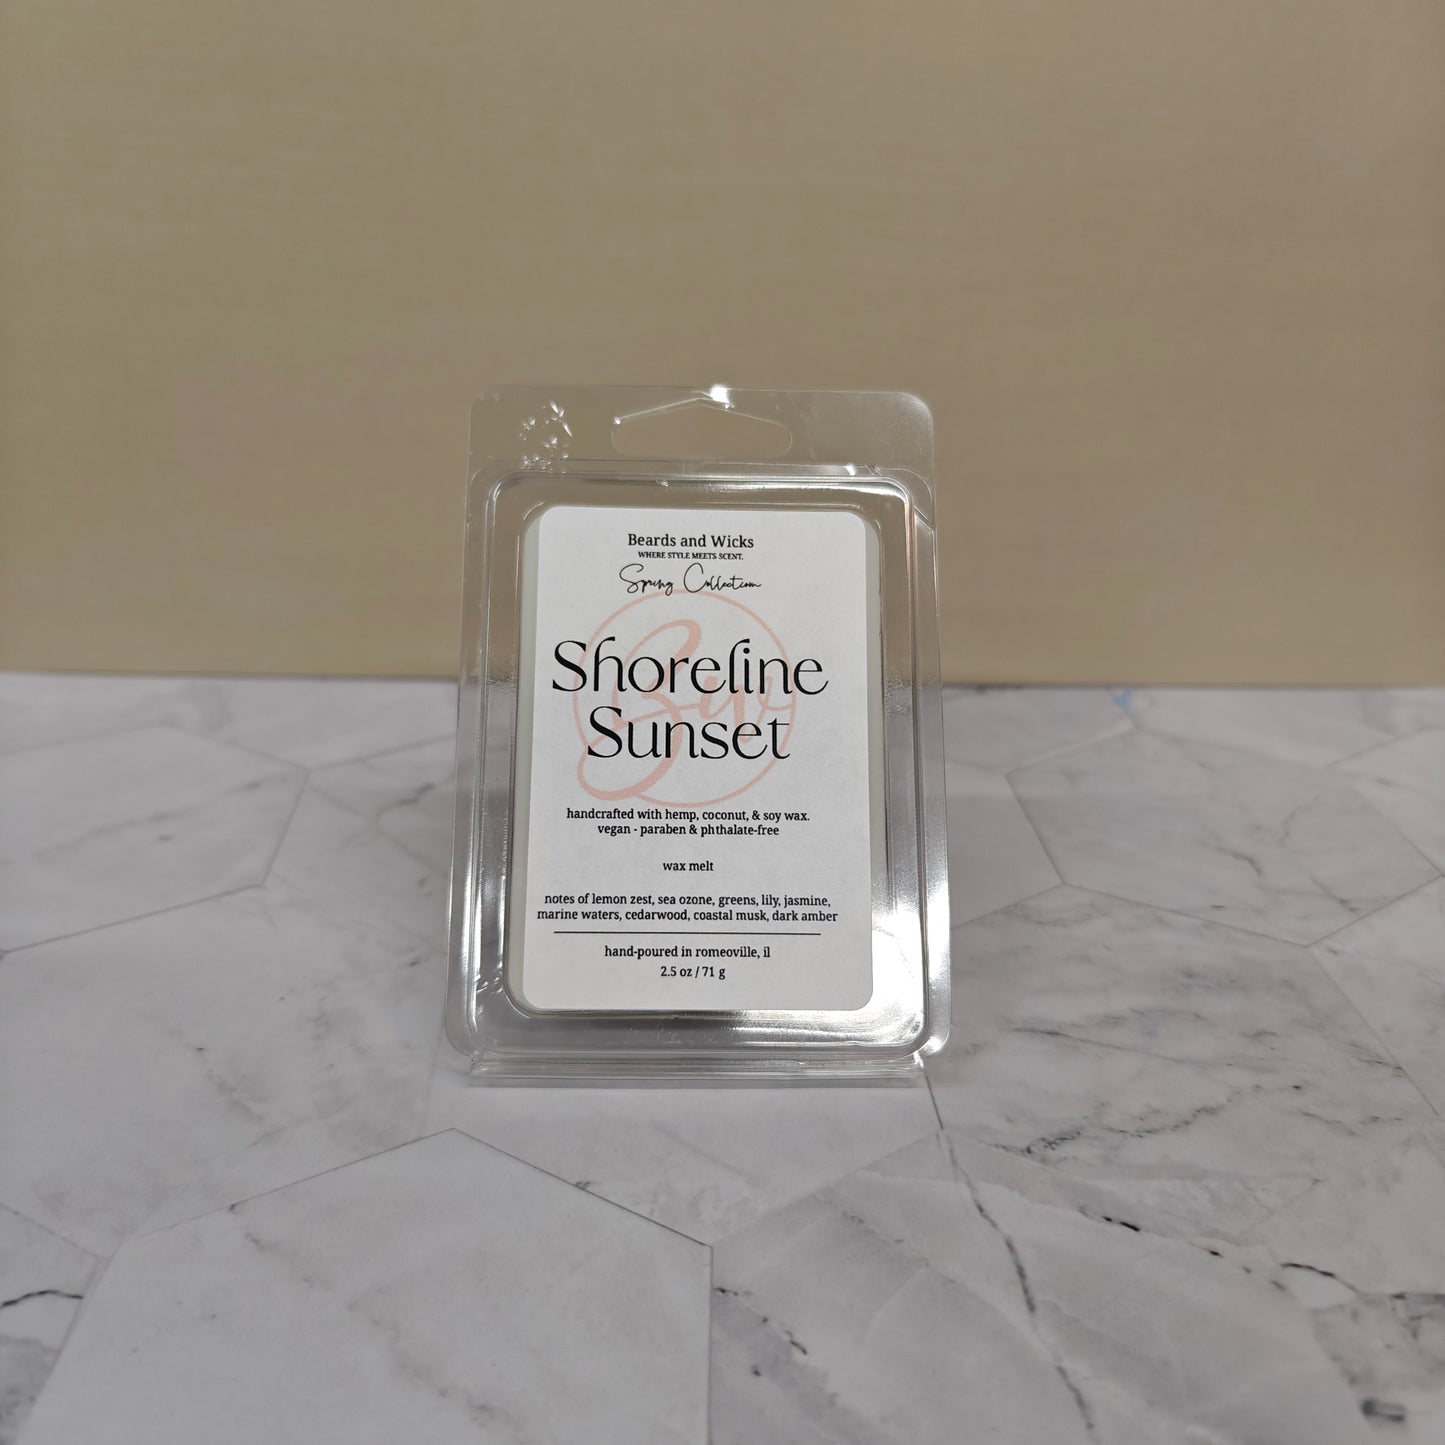 Beards and Wicks
WHERE STYLE MEETS SCENT.
Spring Collection
Shoreline
Sunset
handcrafted with hemp, coconut, & soy wax.
vegan - paraben & phthalate-free
wax melt
notes of lemon zest, sea ozone, greens, lily, jasmine,
marine waters, cedarwood, coastal musk, dark amber
hand-poured in romeoville, il
2.5 oz / 71 g